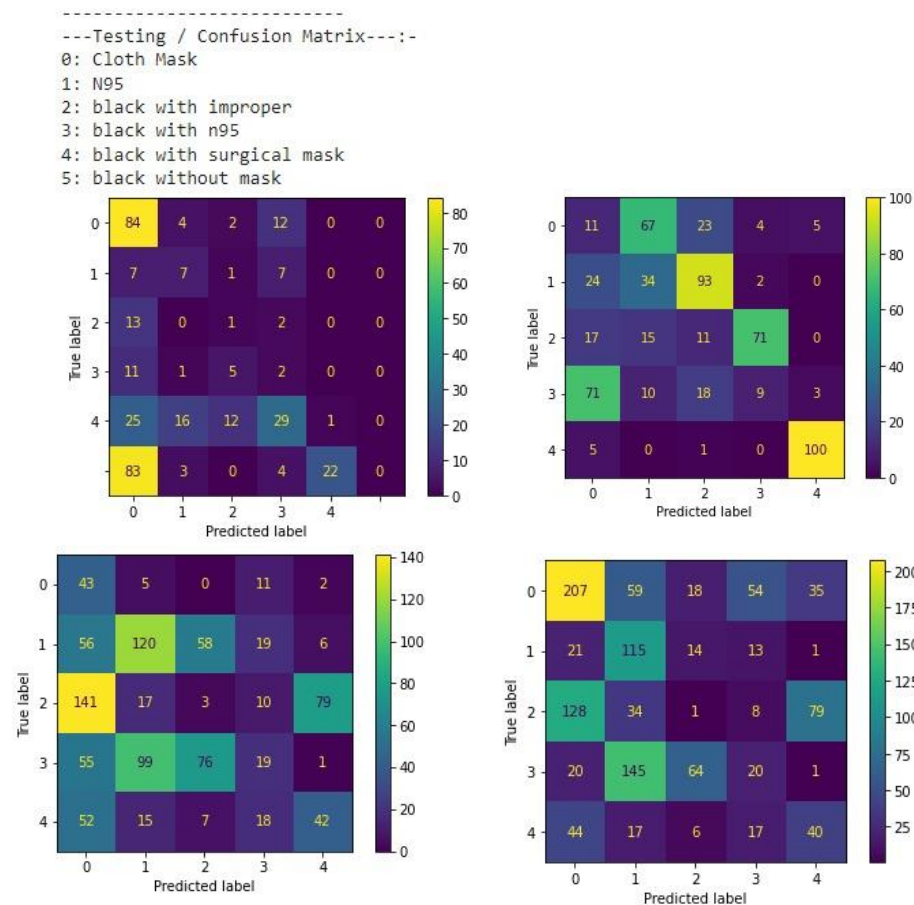 ---------------------------
---Testing / Confusion Matrix---:-
0: Cloth Mask
1: N95
2: black with improper
3: black with n95
4: black with surgical mask
5: black without mask
0 84 4 2 12 0 0
1 7 7 1 7 0 0
2 13 0 1 2 0 0
3 11 1 5 2 0 0
4 25 16 12 29 1 0
83 3 0 4 22 0
0 1 2 3 4
True label
Predicted label
80
70
60
50
40
30
20
10
0
0 11 67 23 4 5
1 24 34 93 2 0
2 17 15 11 71 0
3 71 10 18 9 3
4 5 0 1 0 100
0 1 2 3 4
True label
Predicted label
100
80
60
40
20
0
0 43 5 0 11 2
1 56 120 58 19 6
2 141 17 3 10 79
3 55 99 76 19 1
4 52 15 7 18 42
0 1 2 3 4
True label
Predicted label
140
120
100
80
60
40
20
0
0 207 59 18 54 35
1 21 115 14 13 1
2 128 34 1 8 79
3 20 145 64 20 1
4 44 17 6 17 40
0 1 2 3 4
True label
Predicted label
200
175
150
125
100
75
50
25